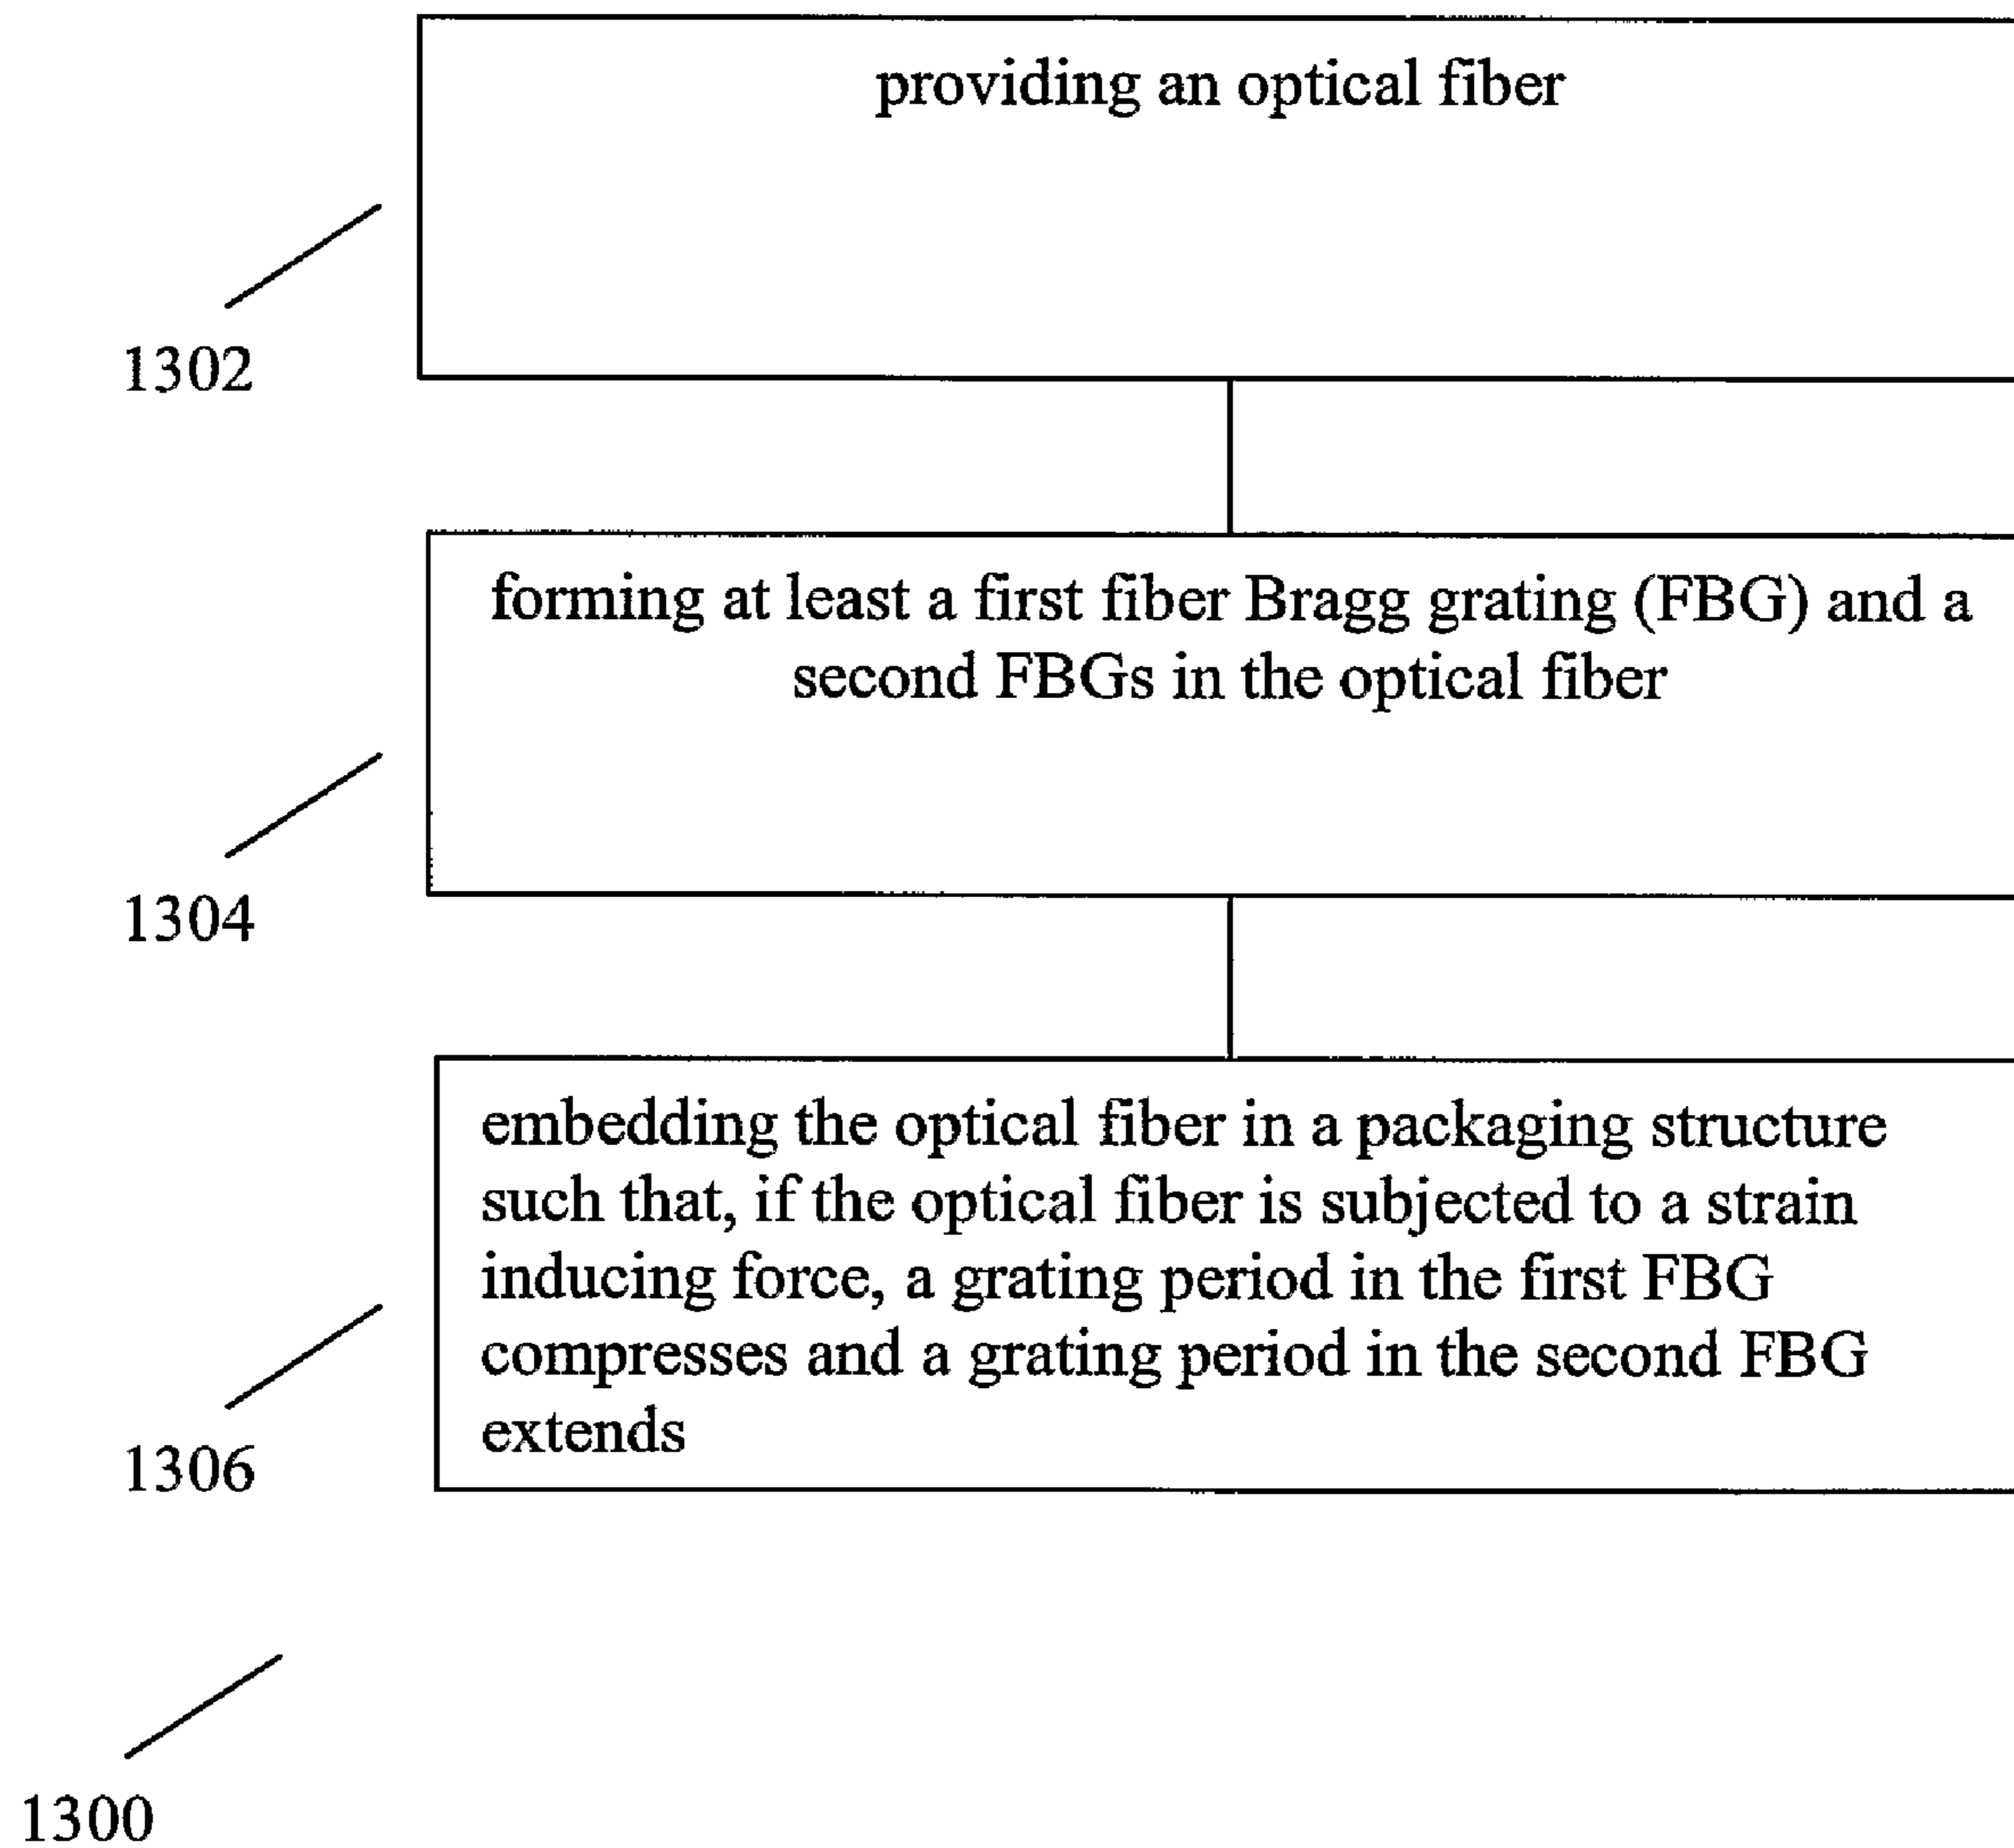 providing an optical fiber
1302
forming at least a first fiber Bragg grating (FBG) and a
second FBGs in the optical fiber
1304
embedding the optical fiber in a packaging structure
such that, if the optical fiber is subjected to a strain
inducing force, a grating period in the first FBG
compresses and a grating period in the second FBG
extends
1306
1300